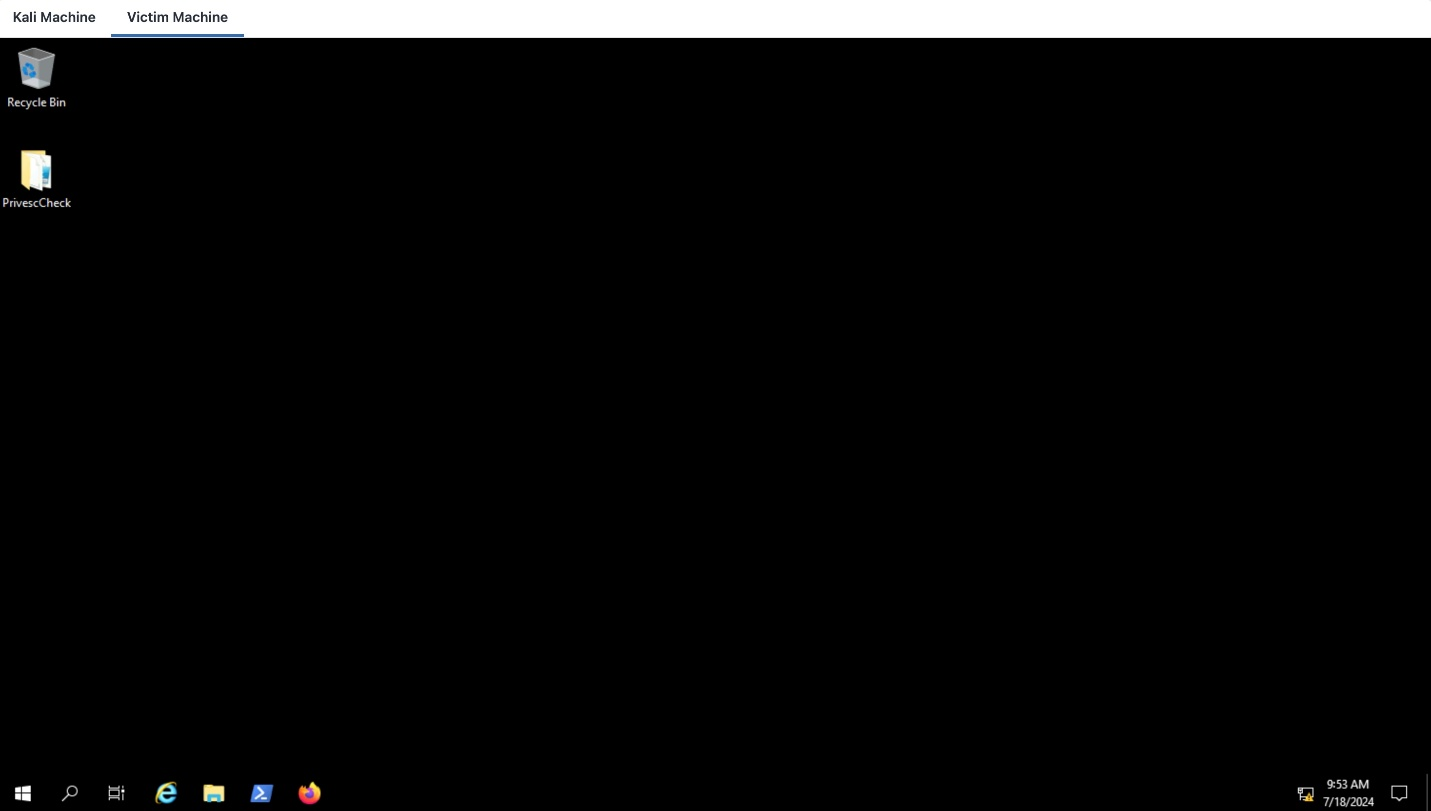 Kali Machine
Victim Machine
Recycle Bin
PrivescCheck
9:53 AM
7/18/2024